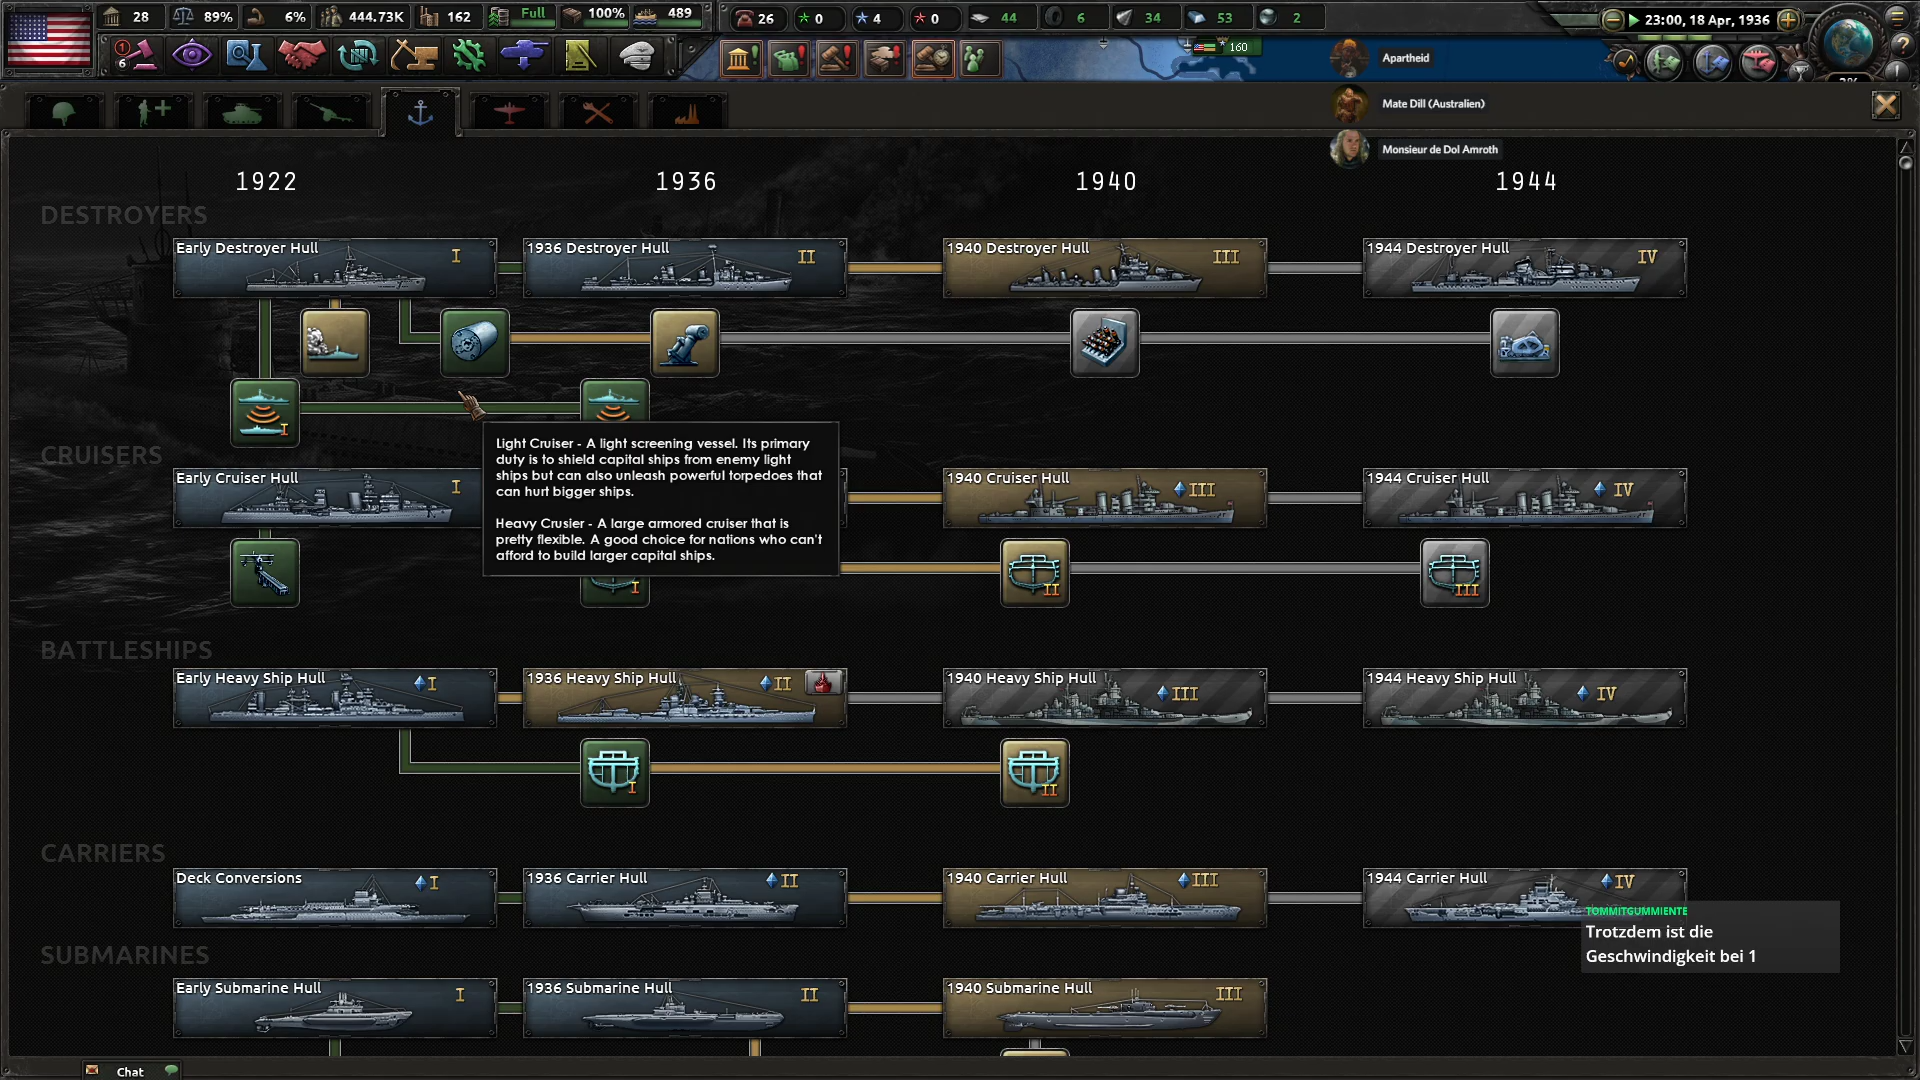 28
89%
6%
444.73K
162
Full
100%
489
26
0
4
0
44
6
34
53
2
23:00, 18 Apr, 1936
1
6
160
Apartheid
Mate Dill (Australien)
Monsieur de Dol Amroth
1922
1936
1940
1944
DESTROYERS
Early Destroyer Hull I
1936 Destroyer Hull II
1940 Destroyer Hull III
1944 Destroyer Hull IV
I
Light Cruiser - A light screening vessel. Its primary
duty is to shield capital ships from enemy light
ships but can also unleash powerful torpedoes that
can hurt bigger ships.
Heavy Crusier - A large armored cruiser that is
pretty flexible. A good choice for nations who can't
afford to build larger capital ships.
CRUISERS
Early Cruiser Hull I
1940 Cruiser Hull III
1944 Cruiser Hull IV
I
II
III
BATTLESHIPS
Early Heavy Ship Hull I
1936 Heavy Ship Hull II
1940 Heavy Ship Hull III
1944 Heavy Ship Hull IV
I
II
CARRIERS
Deck Conversions I
1936 Carrier Hull II
1940 Carrier Hull III
1944 Carrier Hull IV
TOMMITGUMMIENTE
Trotzdem ist die
Geschwindigkeit bei 1
SUBMARINES
Early Submarine Hull I
1936 Submarine Hull II
1940 Submarine Hull III
Chat